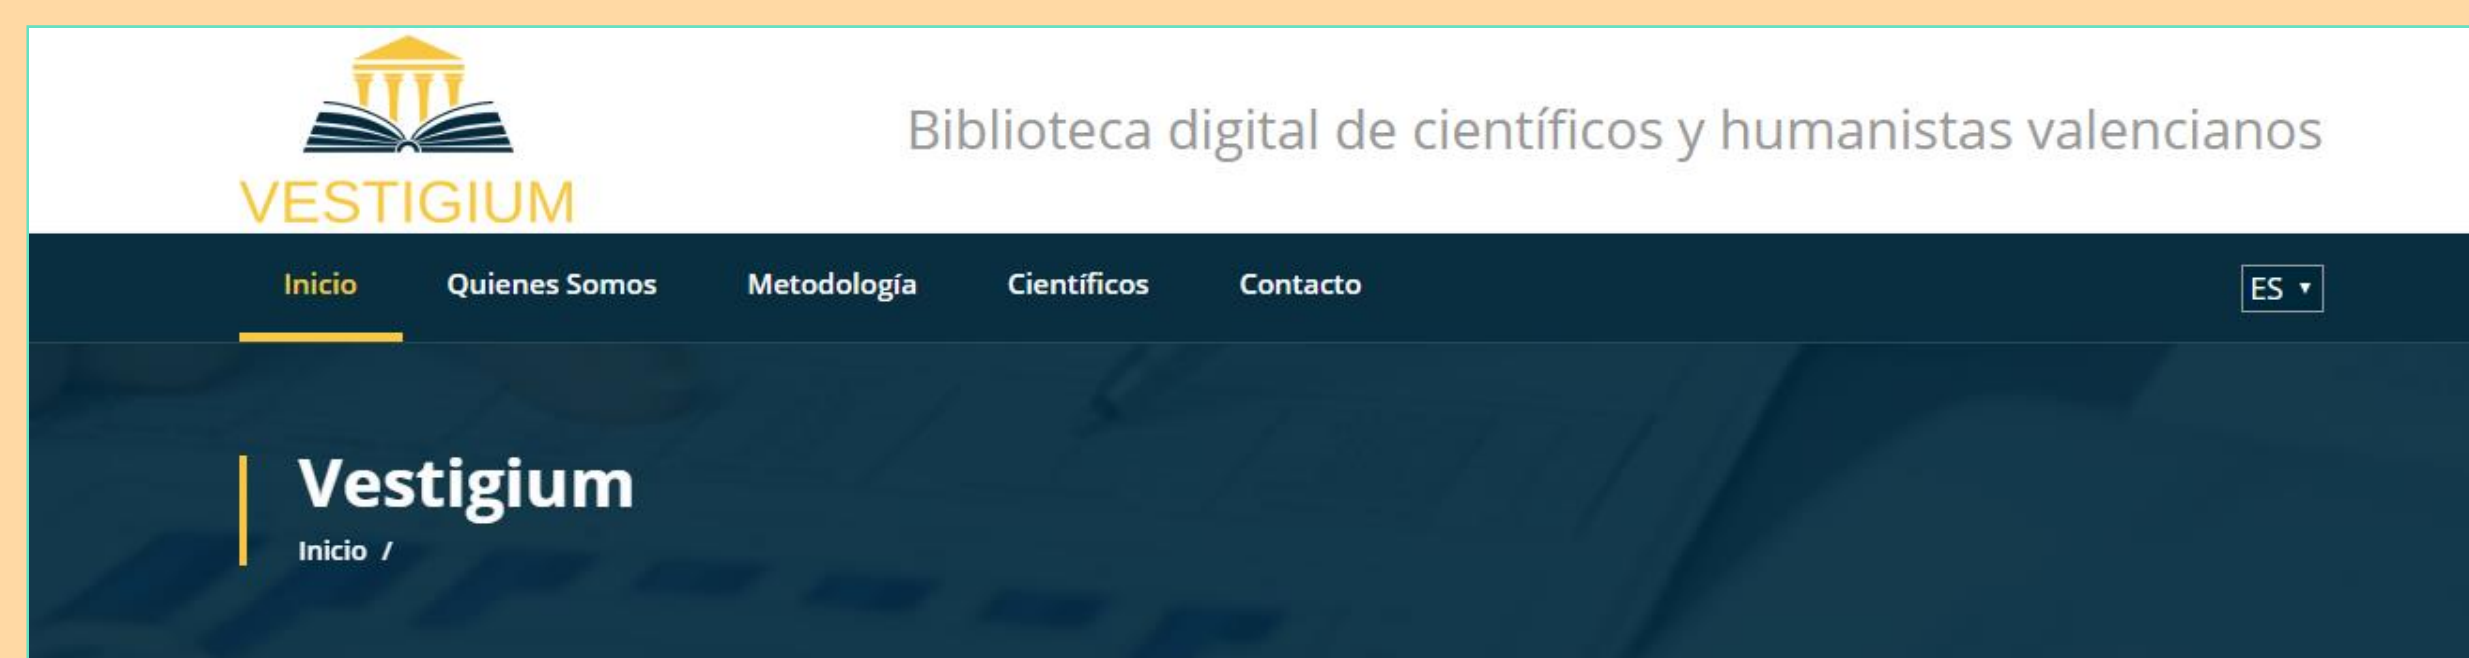 VESTIGIUM
Biblioteca digital de científicos y humanistas valencianos
Inicio Quienes Somos Metodología Científicos Contacto ES
Vestigium
Inicio /